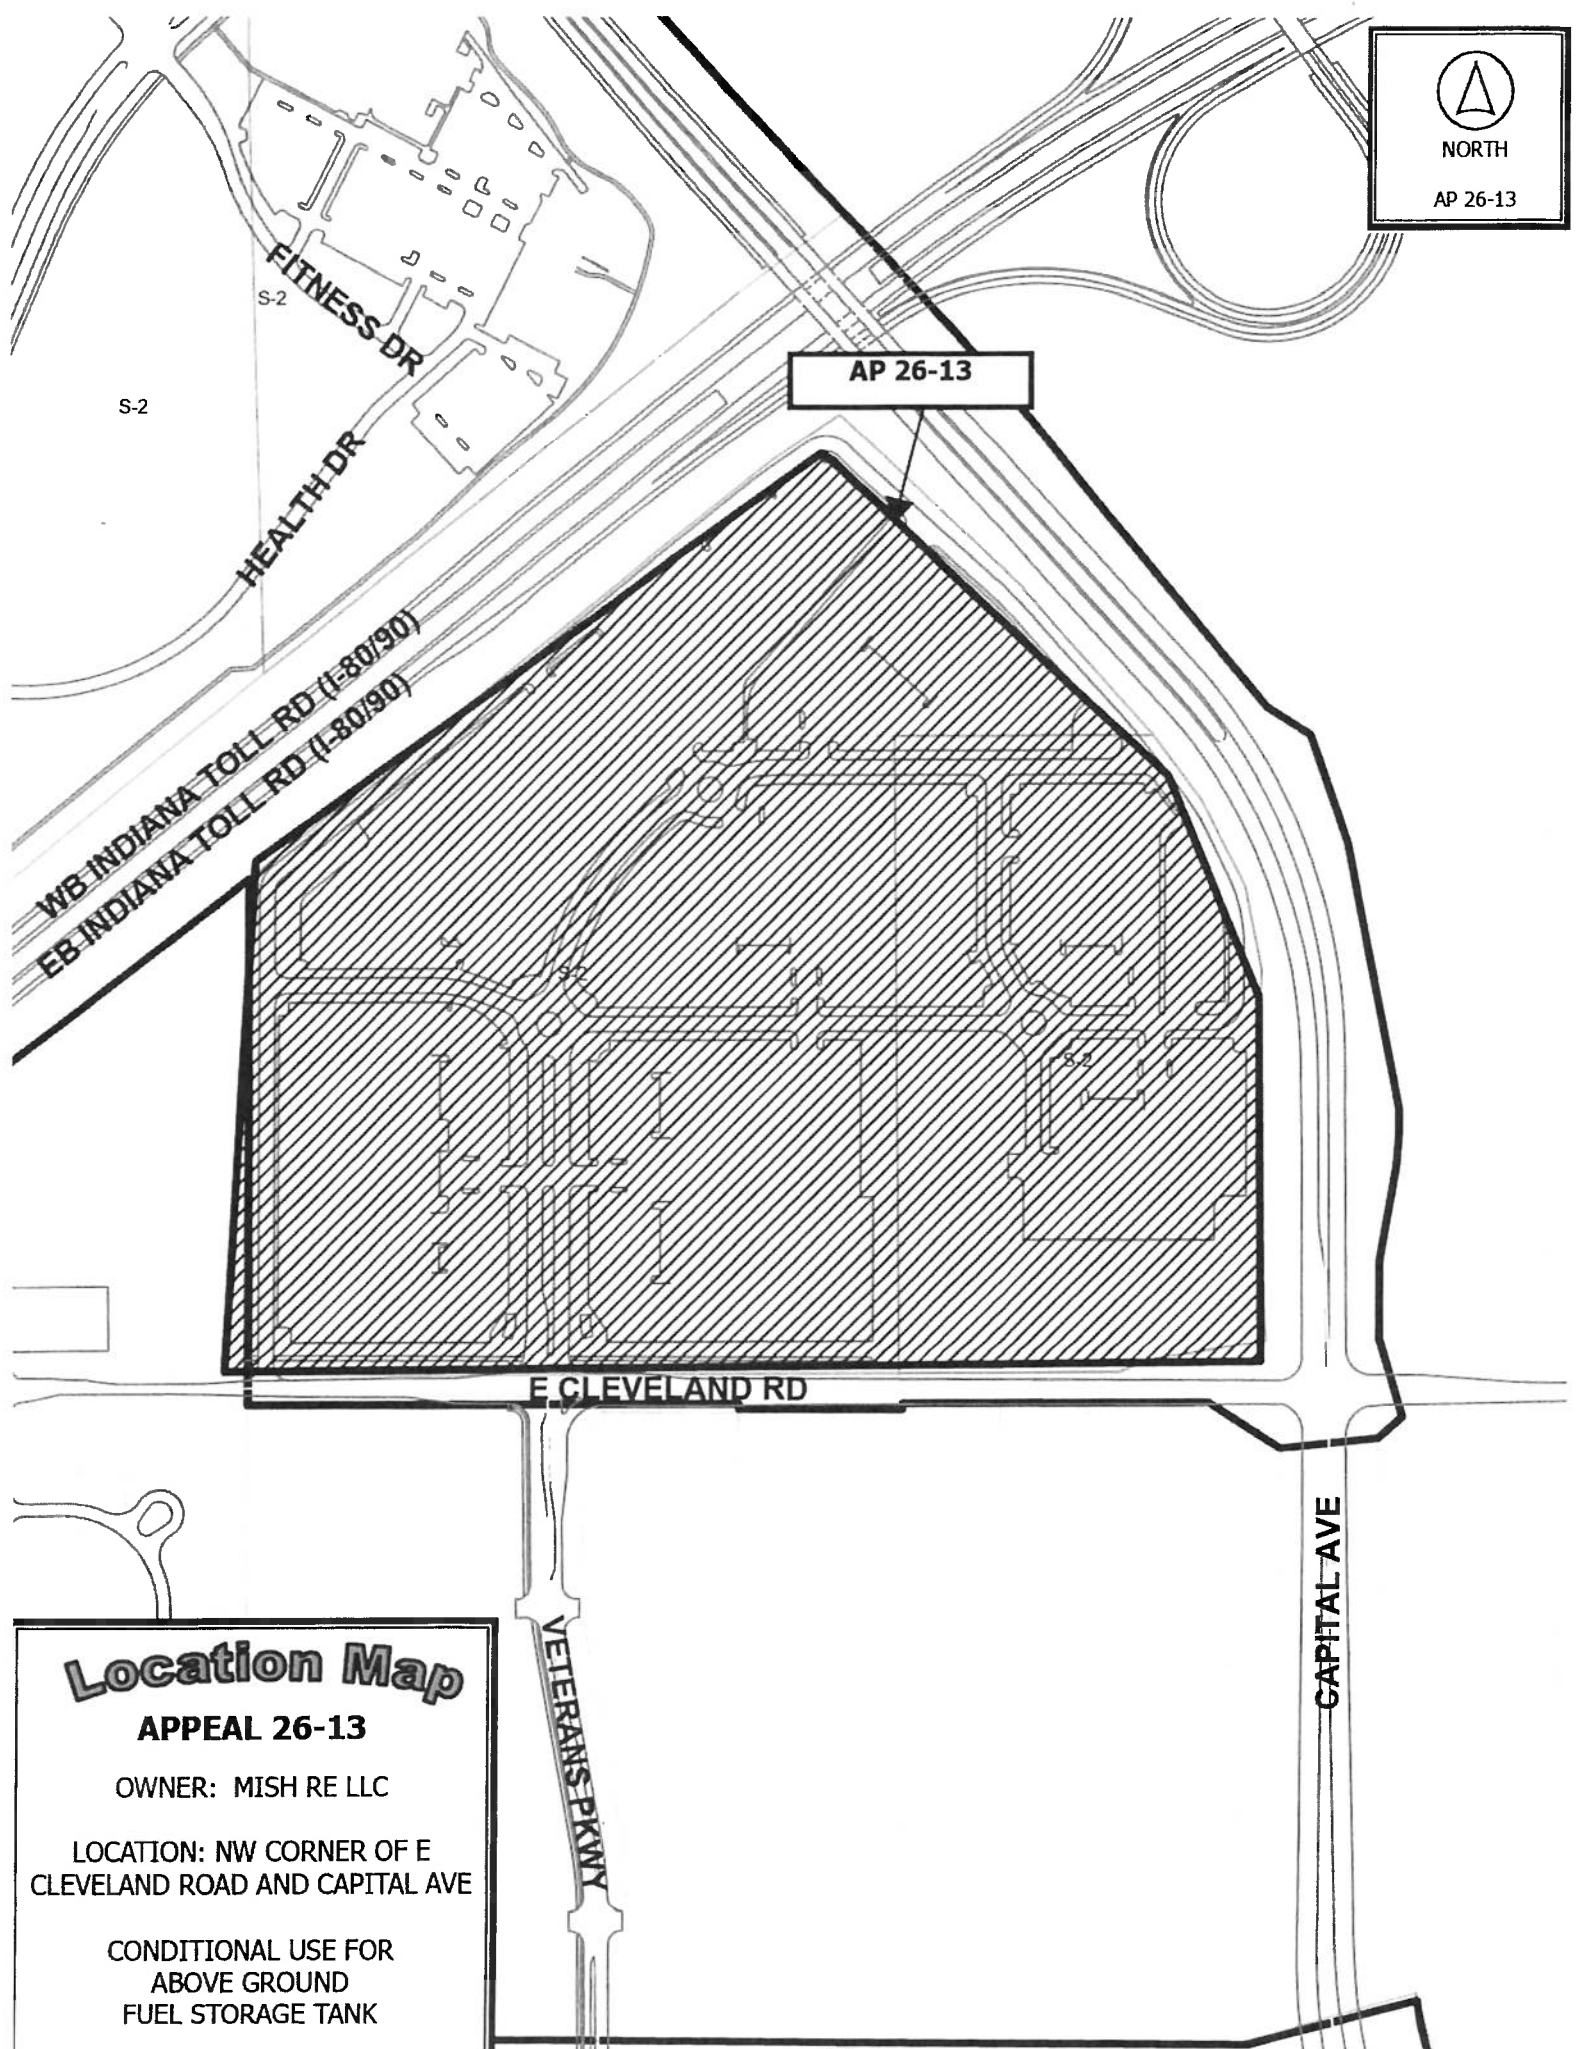 NORTH
AP 26-13
FITNESS DR
S-2
S-2
HEALTH DR
AP 26-13
WB INDIANA TOLL RD (I-80/90)
EB INDIANA TOLL RD (I-80/90)
S-2
S-2
E CLEVELAND RD
VETERANS PKWY
CAPITAL AVE
Location Map
APPEAL 26-13
OWNER: MISH RE LLC
LOCATION: NW CORNER OF E
CLEVELAND ROAD AND CAPITAL AVE
CONDITIONAL USE FOR
ABOVE GROUND
FUEL STORAGE TANK